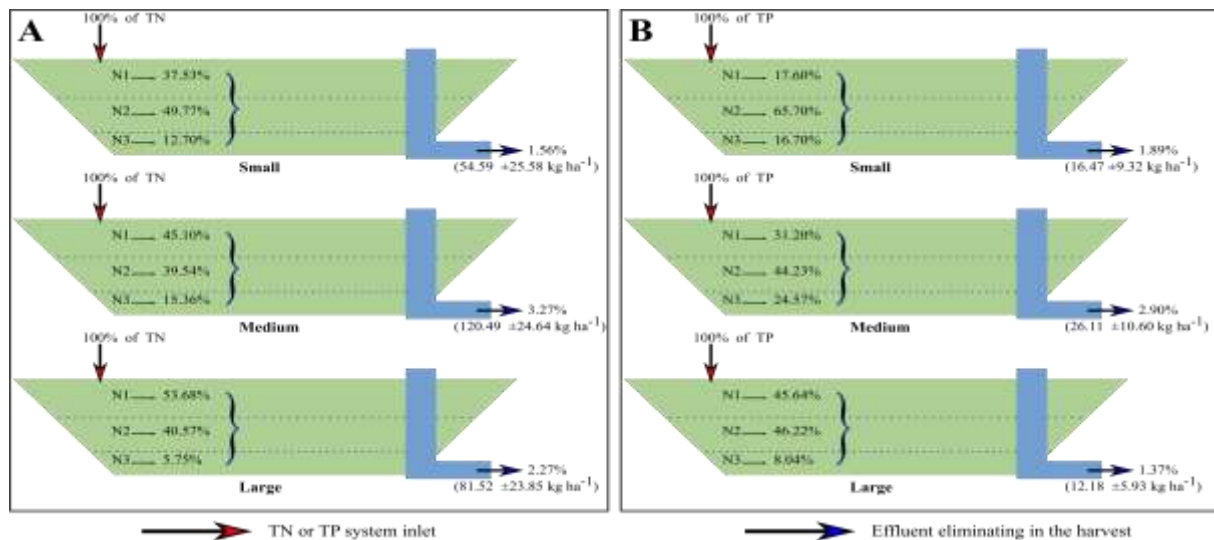 A
100% of TN
N1 37.53%
N2 49.77%
N3 12.70%
Small
1.56%
(54.59 ±25.58 kg ha⁻¹)
100% of TN
N1 45.10%
N2 39.54%
N3 15.36%
Medium
3.27%
(120.49 ±24.64 kg ha⁻¹)
100% of TN
N1 53.68%
N2 40.57%
N3 5.75%
Large
2.27%
(81.52 ±23.85 kg ha⁻¹)
B
100% of TP
N1 17.60%
N2 65.70%
N3 16.70%
Small
1.89%
(16.47 ±9.32 kg ha⁻¹)
100% of TP
N1 31.20%
N2 44.23%
N3 24.57%
Medium
2.90%
(26.11 ±10.60 kg ha⁻¹)
100% of TP
N1 45.64%
N2 46.22%
N3 8.04%
Large
1.37%
(12.18 ±5.93 kg ha⁻¹)
TN or TP system inlet
Effluent eliminating in the harvest